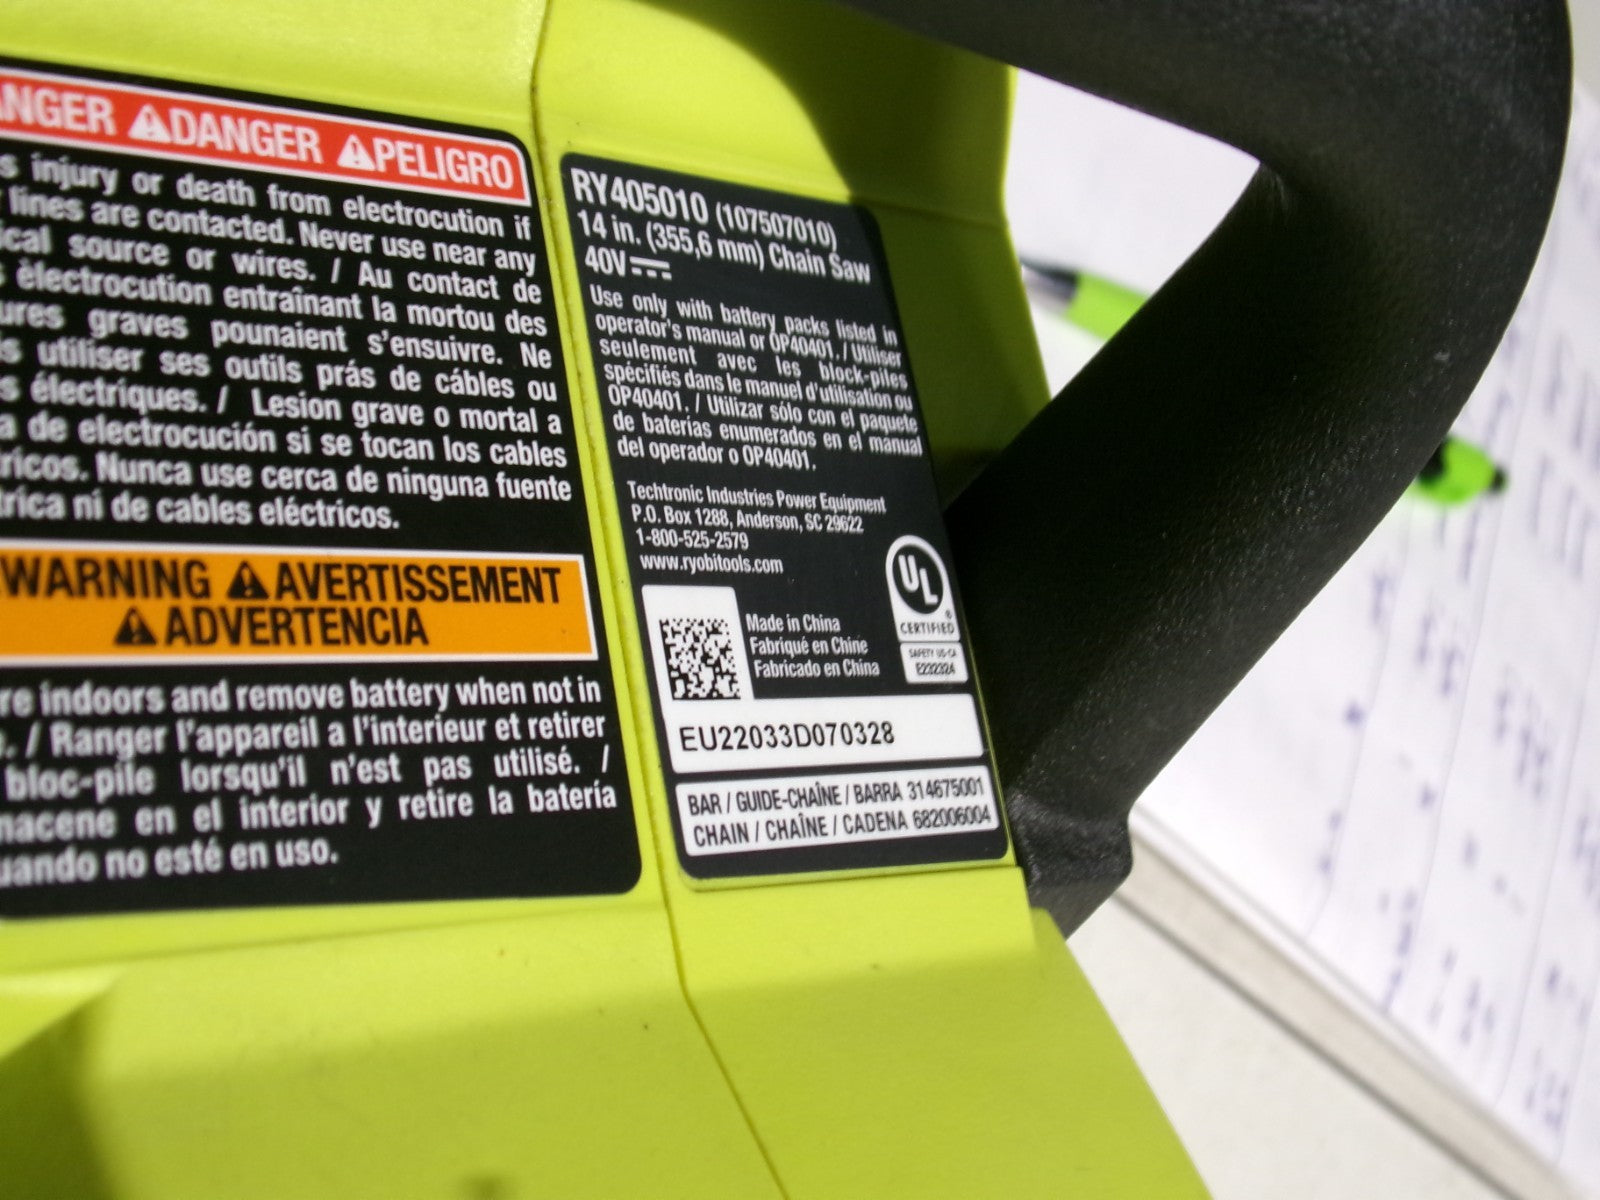 DANGER PELIGRO
injury or death from electrocution if
lines are contacted. Never use near any
source or wires. / Au contact de
èlectrocution entraînant la mortou des
graves pounaient s'ensuivre. Ne
utiliser ses outils prás de cábles ou
électriques. / Lesion grave o mortal a
de electrocución si se tocan los cables
Nunca use cerca de ninguna fuente
ni de cables eléctricos.
WARNING AVERTISSEMENT
ADVERTENCIA
indoors and remove battery when not in
/ Ranger l'appareil a l'interieur et retirer
bloc-pile lorsqu'il n'est pas utilisé. /
en el interior y retire la batería
no esté en uso.
RY405010 (107507010)
14 in. (355,6 mm) Chain Saw
40V
Use only with battery packs listed in
operator's manual or OP40401. / Utiliser
seulement avec les block-piles
spécifiés dans le manuel d'utilisation ou
OP40401. / Utilizar sólo con el paquete
de baterías enumerados en el manual
del operador o OP40401.
Techtronic Industries Power Equipment
P.O. Box 1288, Anderson, SC 29622
1-800-525-2579
www.ryobitools.com
Made in China
Fabriqué en Chine
Fabricado en China
UL
®
CERTIFIED
SAFETY US-CA
E232324
EU22033D070328
BAR / GUIDE-CHAÎNE / BARRA 314675001
CHAIN / CHAÎNE / CADENA 682006004